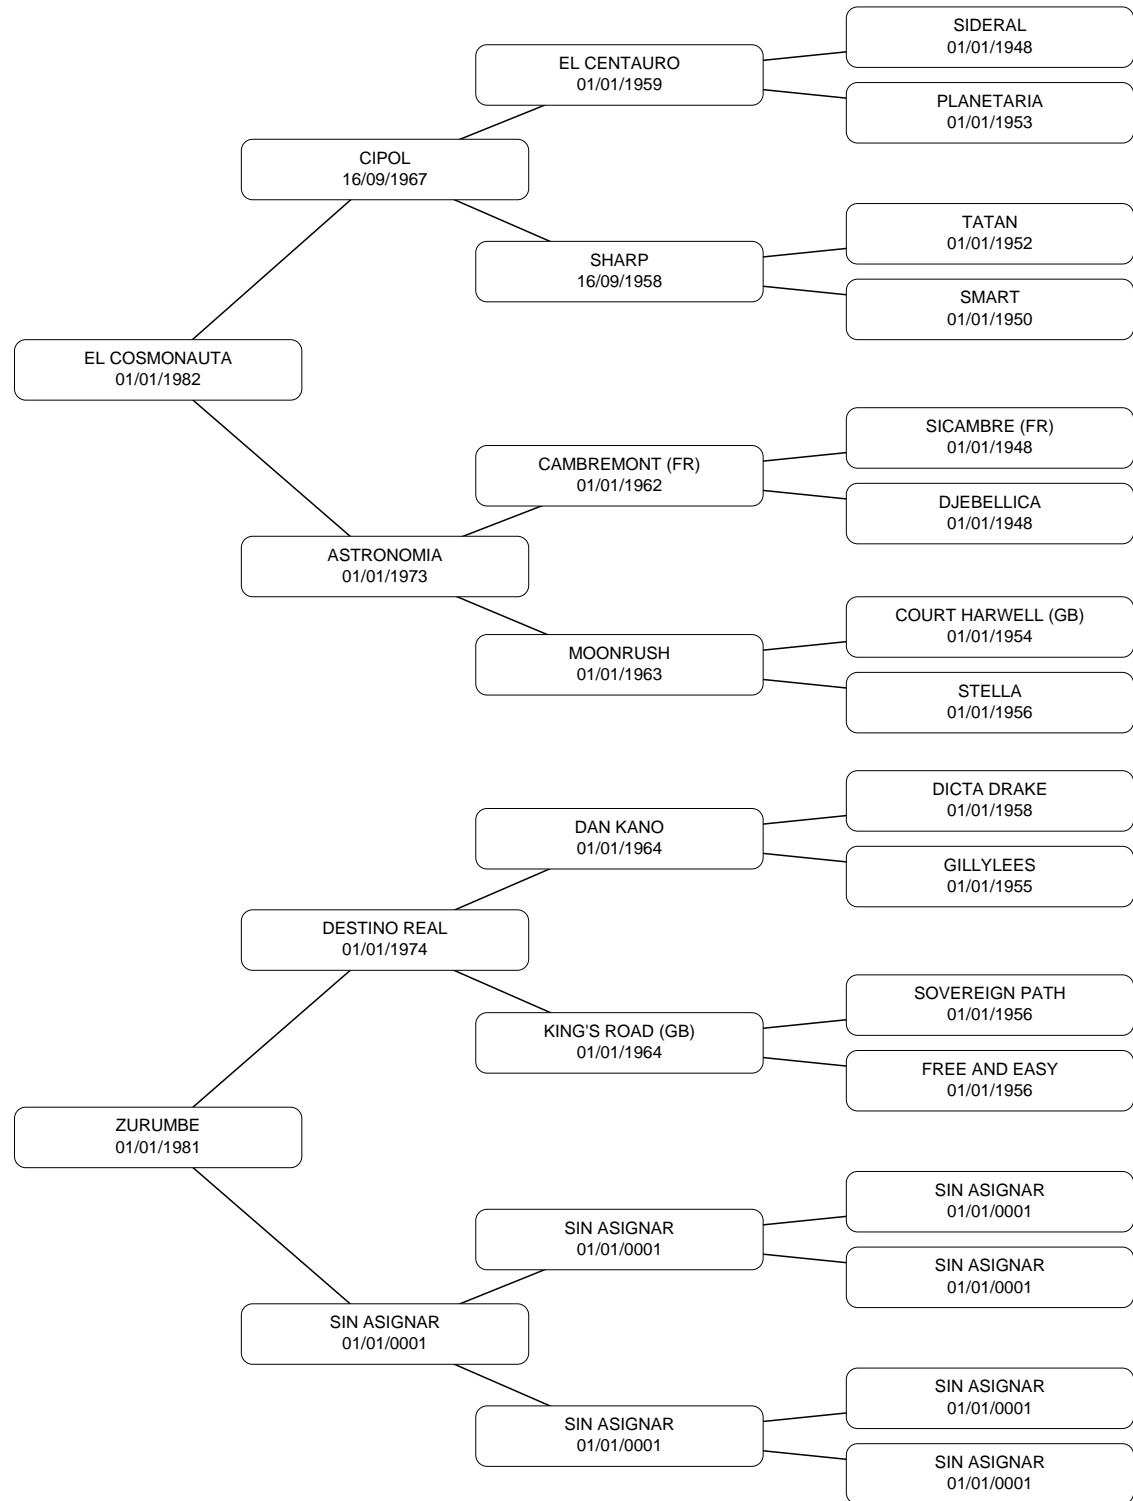 SIDERAL
01/01/1948
EL CENTAURO
01/01/1959
PLANETARIA
01/01/1953
CIPOL
16/09/1967
TATAN
01/01/1952
SHARP
16/09/1958
SMART
01/01/1950
EL COSMONAUTA
01/01/1982
SICAMBRE (FR)
01/01/1948
CAMBREMONT (FR)
01/01/1962
DJEBELLICA
01/01/1948
ASTRONOMIA
01/01/1973
COURT HARWELL (GB)
01/01/1954
MOONRUSH
01/01/1963
STELLA
01/01/1956
DICTA DRAKE
01/01/1958
DAN KANO
01/01/1964
GILLYLEES
01/01/1955
DESTINO REAL
01/01/1974
SOVEREIGN PATH
01/01/1956
KING'S ROAD (GB)
01/01/1964
FREE AND EASY
01/01/1956
ZURUMBE
01/01/1981
SIN ASIGNAR
01/01/0001
SIN ASIGNAR
01/01/0001
SIN ASIGNAR
01/01/0001
SIN ASIGNAR
01/01/0001
SIN ASIGNAR
01/01/0001
SIN ASIGNAR
01/01/0001
SIN ASIGNAR
01/01/0001